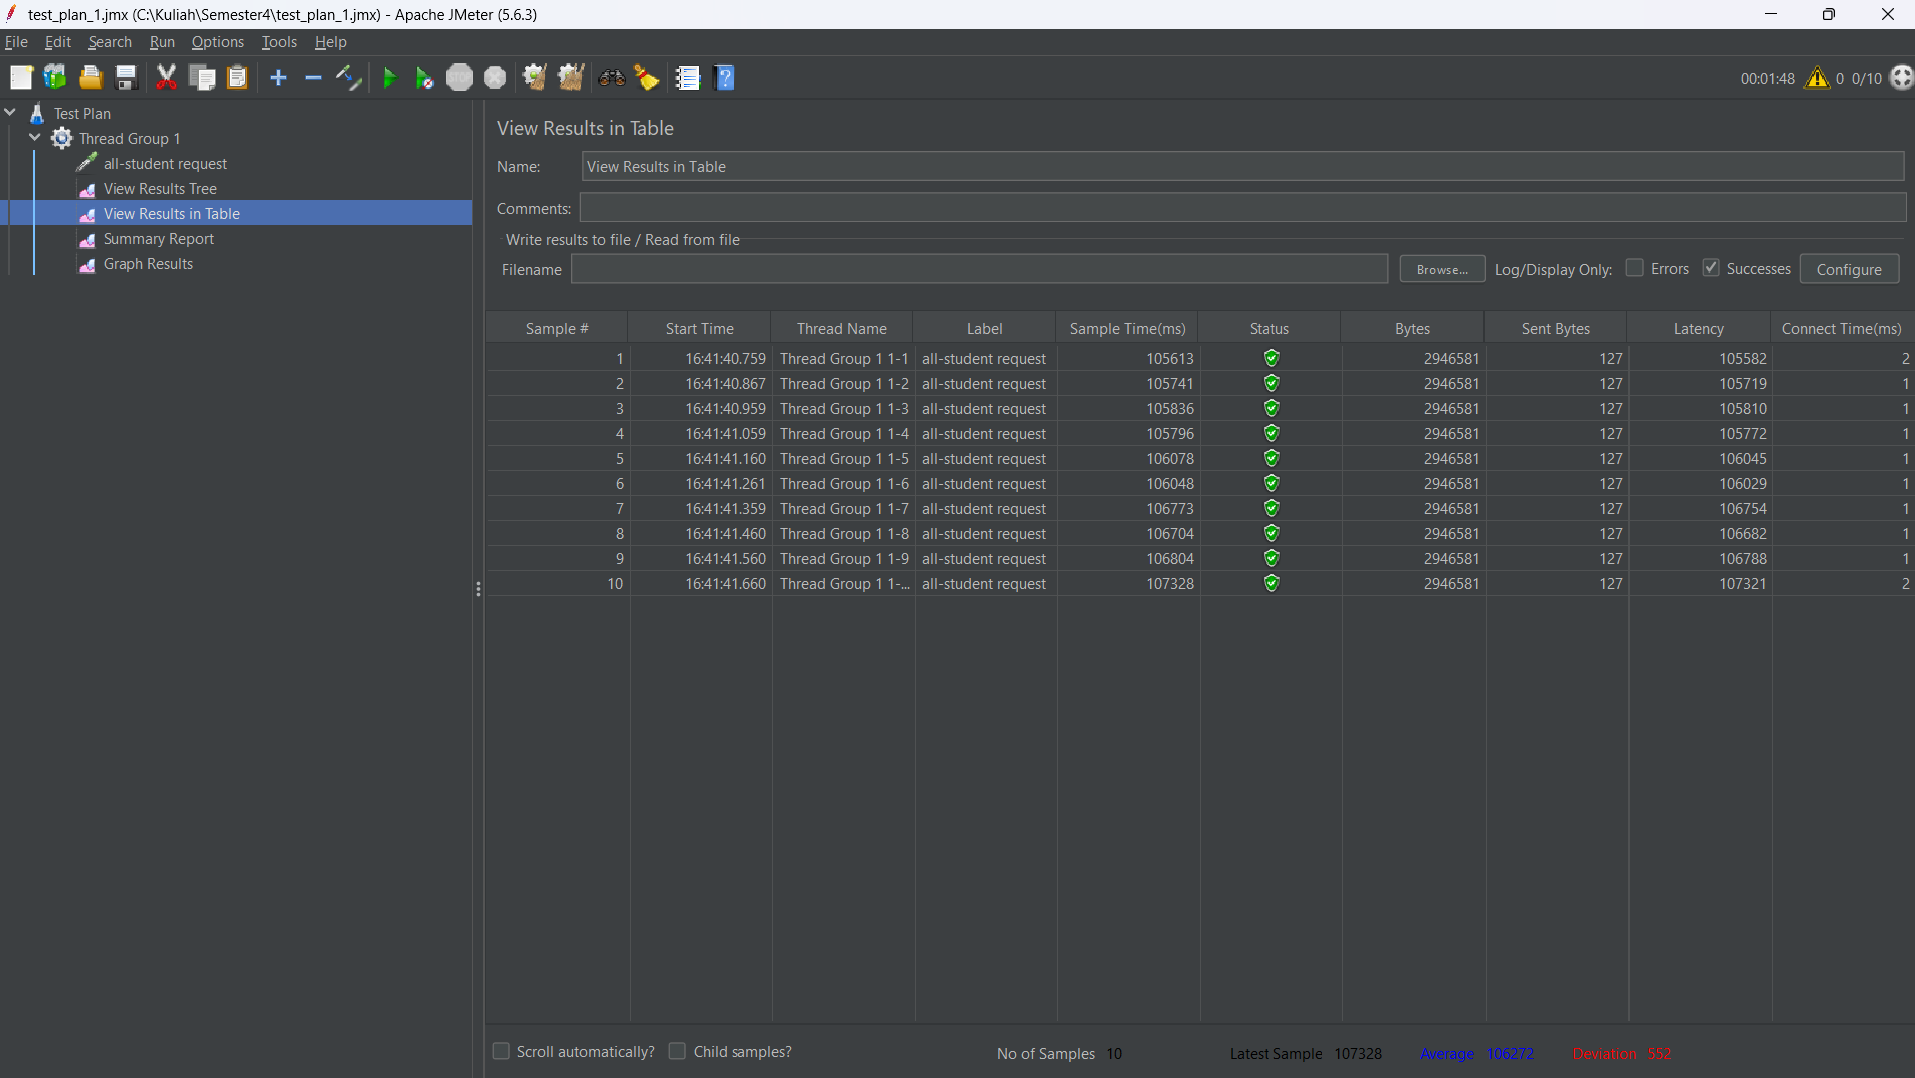 test_plan_1.jmx (C:\Kuliah\Semester4\test_plan_1.jmx) - Apache JMeter (5.6.3)
File Edit Search Run Options Tools Help
STOP
00:01:48 0 0/10
Test Plan
Thread Group 1
all-student request
View Results Tree
View Results in Table
Summary Report
Graph Results
View Results in Table
Name: View Results in Table
Comments:
Write results to file / Read from file
Filename Browse... Log/Display Only: Errors Successes Configure
Sample # Start Time Thread Name Label Sample Time(ms) Status Bytes Sent Bytes Latency Connect Time(ms)
1 16:41:40.759 Thread Group 1 1-1 all-student request 105613 2946581 127 105582 2
2 16:41:40.867 Thread Group 1 1-2 all-student request 105741 2946581 127 105719 1
3 16:41:40.959 Thread Group 1 1-3 all-student request 105836 2946581 127 105810 1
4 16:41:41.059 Thread Group 1 1-4 all-student request 105796 2946581 127 105772 1
5 16:41:41.160 Thread Group 1 1-5 all-student request 106078 2946581 127 106045 1
6 16:41:41.261 Thread Group 1 1-6 all-student request 106048 2946581 127 106029 1
7 16:41:41.359 Thread Group 1 1-7 all-student request 106773 2946581 127 106754 1
8 16:41:41.460 Thread Group 1 1-8 all-student request 106704 2946581 127 106682 1
9 16:41:41.560 Thread Group 1 1-9 all-student request 106804 2946581 127 106788 1
10 16:41:41.660 Thread Group 1 1-... all-student request 107328 2946581 127 107321 2
Scroll automatically? Child samples? No of Samples 10 Latest Sample 107328 Average 106272 Deviation 552